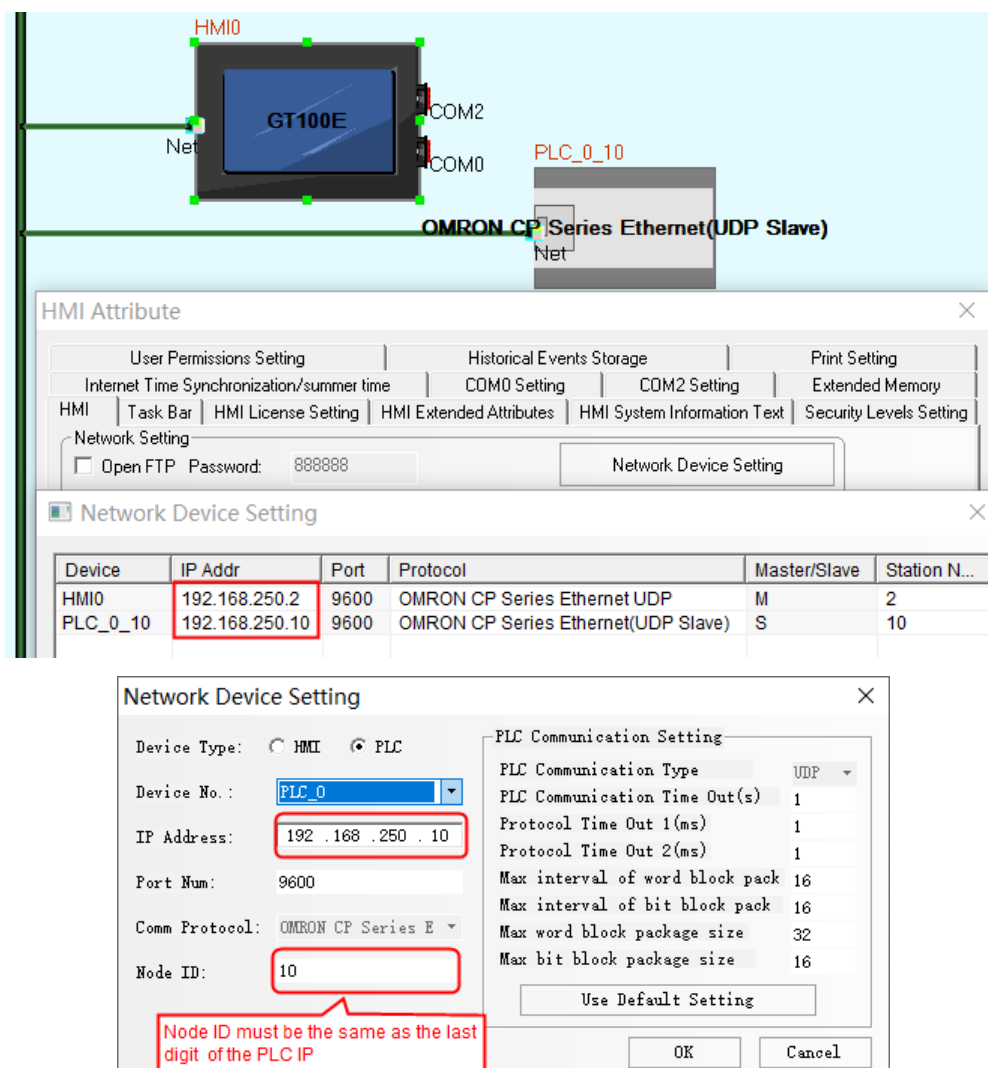 HMI0
GT100E
COM2
Net
COM0
PLC_0_10
OMRON CP Series Ethernet(UDP Slave)
Net
HMI Attribute
User Permissions Setting Historical Events Storage Print Setting
Internet Time Synchronization/summer time COM0 Setting COM2 Setting Extended Memory
HMI Task Bar HMI License Setting HMI Extended Attributes HMI System Information Text Security Levels Setting
Network Setting
Open FTP Password: 888888 Network Device Setting
Network Device Setting
Device IP Addr Port Protocol Master/Slave Station N...
HMI0 192.168.250.2 9600 OMRON CP Series Ethernet UDP M 2
PLC_0_10 192.168.250.10 9600 OMRON CP Series Ethernet(UDP Slave) S 10
Network Device Setting
Device Type: HMI PLC
Device No.: PLC_0
IP Address: 192 .168 .250 . 10
Port Num: 9600
Comm Protocol: OMRON CP Series E
Node ID: 10
Node ID must be the same as the last
digit of the PLC IP
PLC Communication Setting
PLC Communication Type UDP
PLC Communication Time Out(s) 1
Protocol Time Out 1(ms) 1
Protocol Time Out 2(ms) 1
Max interval of word block pack 16
Max interval of bit block pack 16
Max word block package size 32
Max bit block package size 16
Use Default Setting
OK Cancel